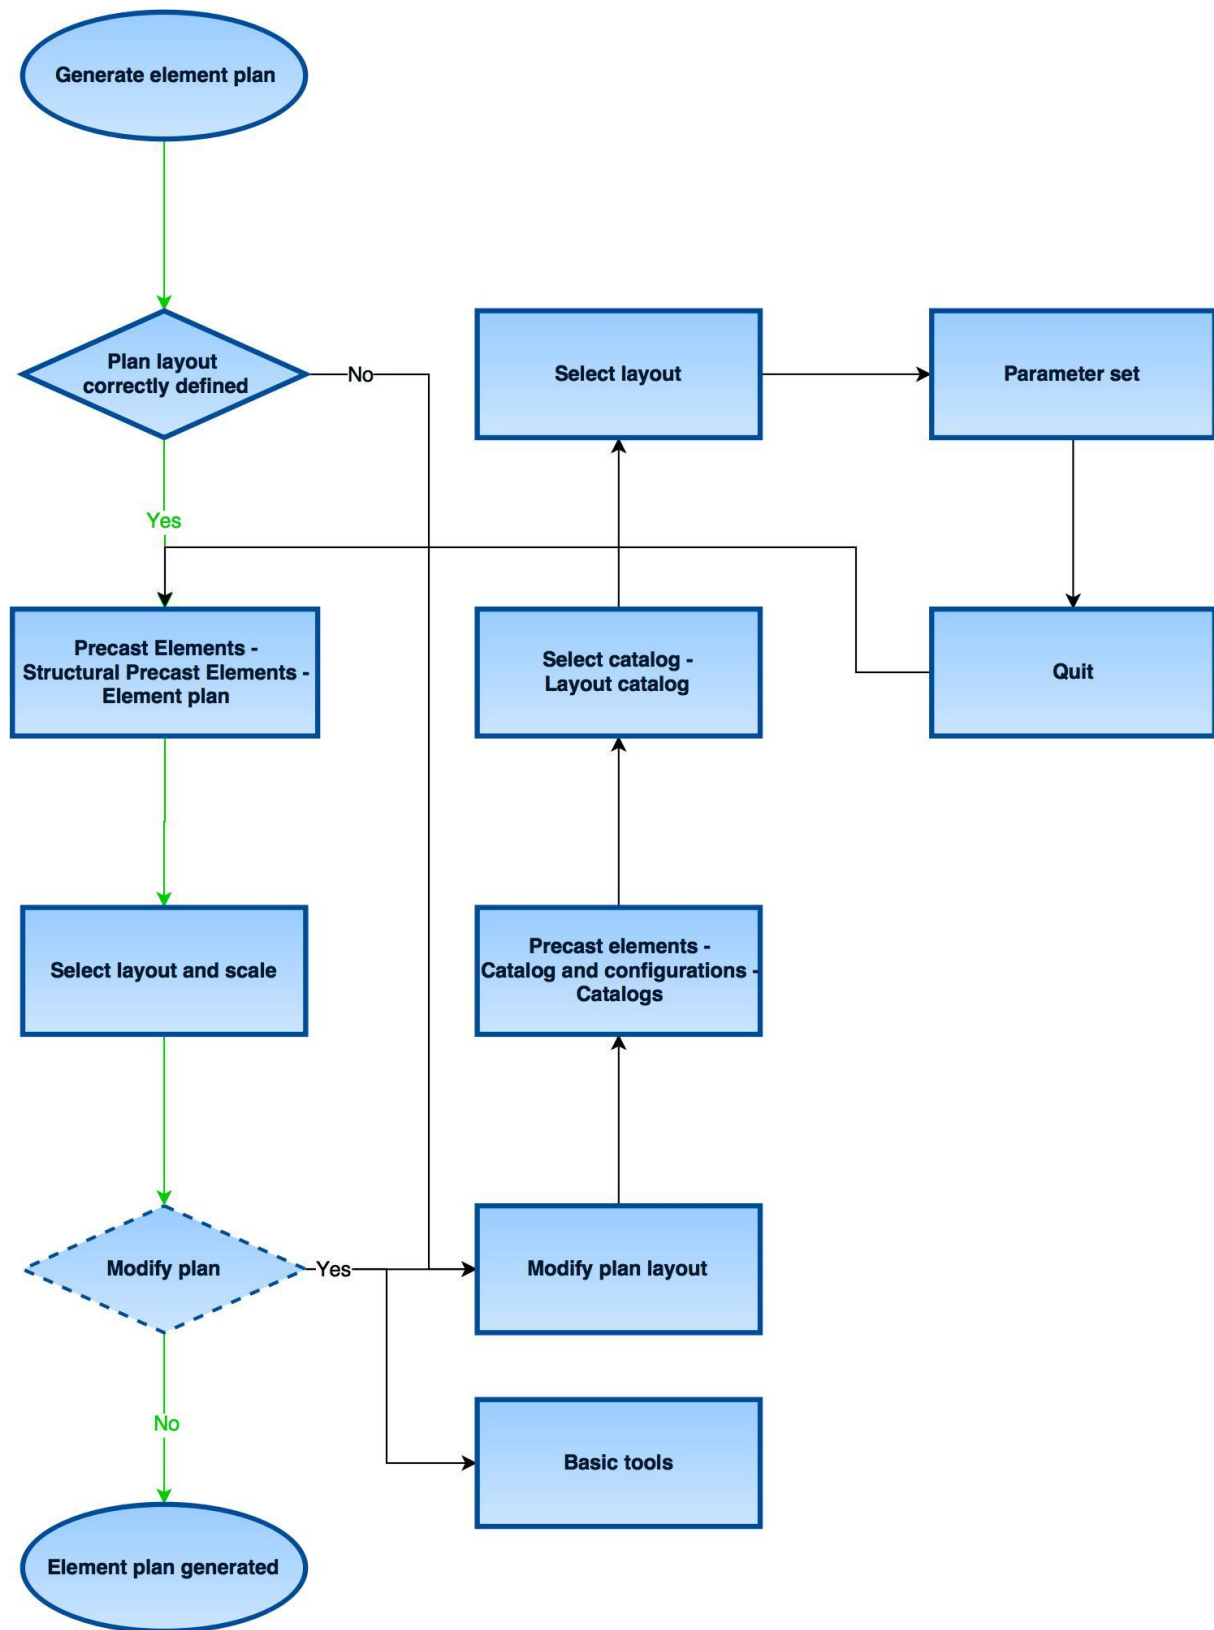 Generate element plan
Plan layout
correctly defined
No
Select layout
Parameter set
Yes
Precast Elements -
Structural Precast Elements -
Element plan
Select catalog -
Layout catalog
Quit
Select layout and scale
Precast elements -
Catalog and configurations -
Catalogs
Modify plan
Yes
Modify plan layout
No
Basic tools
Element plan generated